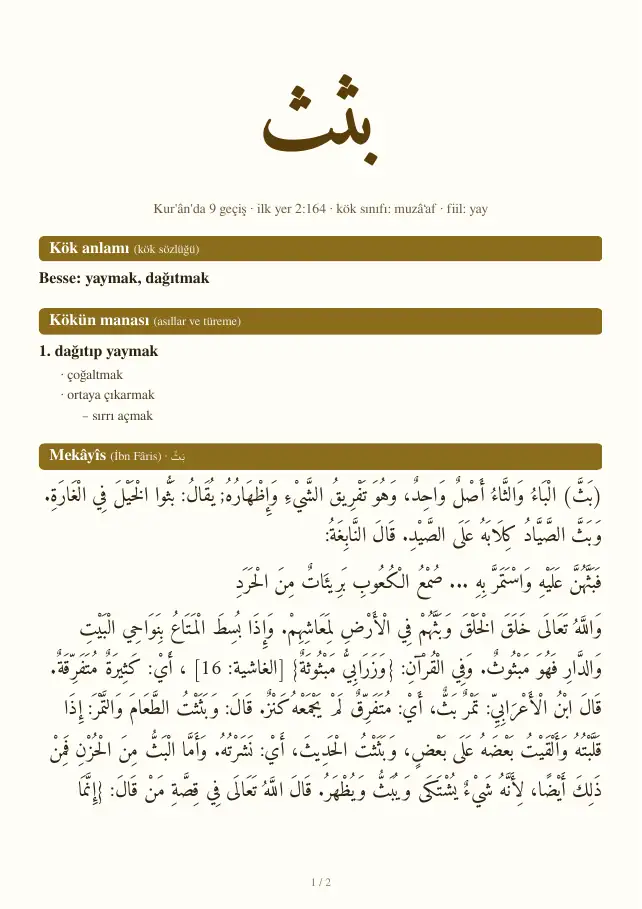 بثث
Kur'ân'da 9 geçiş · ilk yer 2:164 · kök sınıfı: muzâ'af · fiil: yay
Kök anlamı (kök sözlüğü)
Besse: yaymak, dağıtmak
Kökün manası (asıllar ve türeme)
1. dağıtıp yaymak
· çoğaltmak
· ortaya çıkarmak
– sırrı açmak
Mekâyîs (İbn Fâris) · بَثَّ
(بَثَّ) الْبَاءُ وَالثَّاءُ أَصْلٌ وَاحِدٌ، وَهُوَ تَفْرِيقُ الشَّيْءِ وَإِظْهَارُهُ; يُقَالُ: بَثُّوا الْخَيْلَ فِي الْغَارَةِ.
وَبَثَّ الصَّيَّادُ كِلَابَهُ عَلَى الصَّيْدِ. قَالَ النَّابِغَةُ:
فَبَثَّهُنَّ عَلَيْهِ وَاسْتَمَرَّ بِهِ ... صُمْعُ الْكُعُوبِ بَرِيئَاتٌ مِنَ الْحَرَدِ
وَاللَّهُ تَعَالَى خَلَقَ الْخَلْقَ وَبَثَّهُمْ فِي الْأَرْضِ لِمَعَاشِهِمْ. وَإِذَا بُسِطَ الْمَتَاعُ بِنَوَاحِي الْبَيْتِ
وَالدَّارِ فَهُوَ مَبْثُوثٌ. وَفِي الْقُرْآنِ: {وَزَرَابِيُّ مَبْثُوثَةٌ} [الغاشية: 16] ، أَيْ: كَثِيرَةٌ مُتَفَرِّقَةٌ.
قَالَ ابْنُ الْأَعْرَابِيِّ: تَمْرٌ بَثٌّ، أَيْ: مُتَفَرِّقٌ لَمْ يَجْمَعْهُ كَنْزٌ. قَالَ: وَبَثَثْتُ الطَّعَامَ وَالتَّمْرَ: إِذَا
قَلَّبْتُهُ وَأَلْقَيْتُ بَعْضَهُ عَلَى بَعْضٍ، وَبَثَثْتُ الْحَدِيثَ، أَيْ: نَشَرْتُهُ. وَأَمَّا الْبَثُّ مِنَ الْحُزْنِ فَمِنْ
ذَلِكَ أَيْضًا، لِأَنَّهُ شَيْءٌ يُشْتَكَى وَيُبَثُّ وَيُظْهَرُ. قَالَ اللَّهُ تَعَالَى فِي قِصَّةِ مَنْ قَالَ: {إِنَّمَا
1 / 2